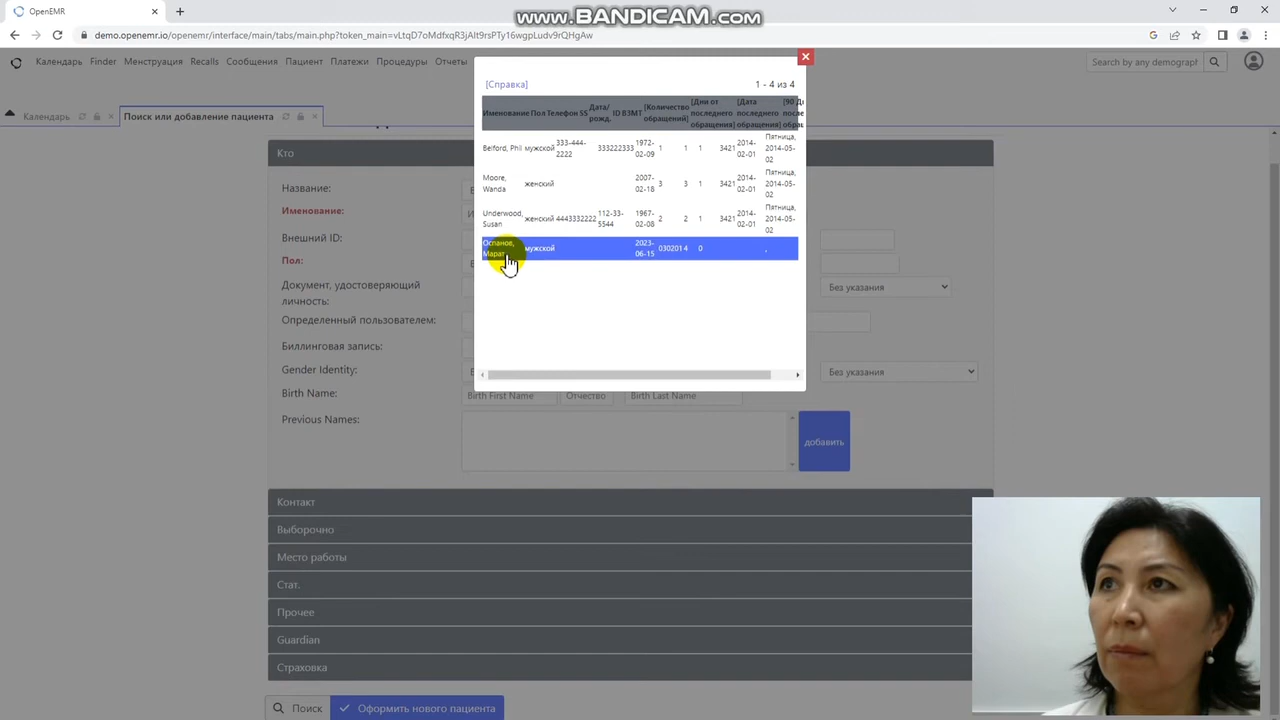 www.BANDICAM.com
OpenEMR
demo.openemr.io/openemr/interface/main/tabs/main.php?token_main=vLtqD7oMdfxqR3jAlt9rsPTy16wgpLudv9rQHgAw
Календарь Finder Менструация Recalls Сообщения Пациент Платежи Процедуры Отчеты
Search by any demograph
Календарь Поиск или добавление пациента
[Справка] 1 - 4 из 4
Именование Пол Телефон SS Дата/рожд. ID ВЗМТ [Количество обращений] [Дни от последнего обращения] [Дата последнего обращения] [90
Belford, Phil мужской 333-444-2222 333222333 1972-02-09 1 1 1 3421 2014-02-01 Пятница, 2014-05-02
Moore, Wanda женский 2007-02-18 3 3 1 3421 2014-02-01 Пятница, 2014-05-02
Underwood, Susan женский 4443332222 112-33-5544 1967-02-08 2 2 1 3421 2014-02-01 Пятница, 2014-05-02
Оспанов, Марат мужской 2023-06-15 0302014 0 ,
Кто
Название:
Именование:
Внешний ID:
Пол:
Документ, удостоверяющий личность: Без указания
Определенный пользователем:
Биллинговая запись:
Gender Identity: Без указания
Birth Name: Birth First Name Отчество Birth Last Name
Previous Names: добавить
Контакт
Выборочно
Место работы
Стат.
Прочее
Guardian
Страховка
Поиск Оформить нового пациента